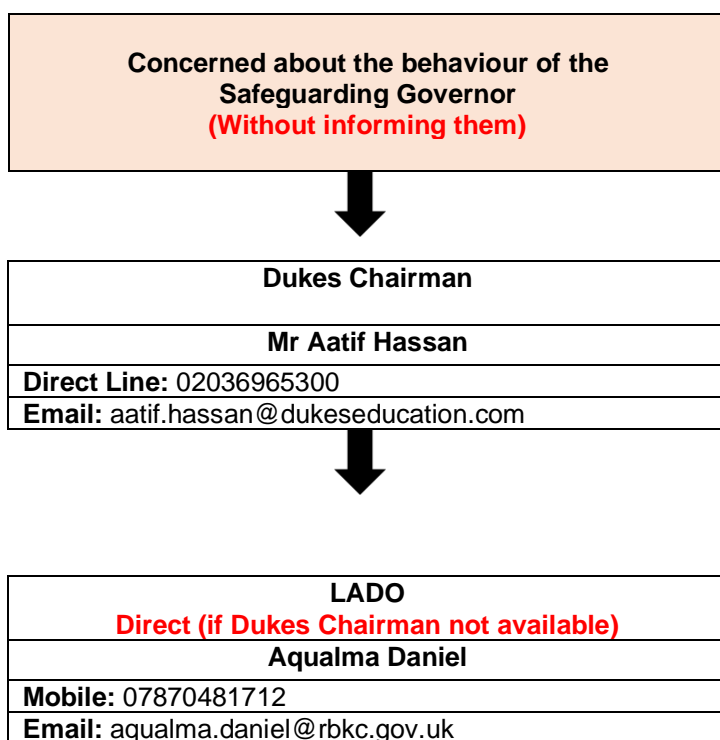 Concerned about the behaviour of the
Safeguarding Governor
(Without informing them)
Dukes Chairman
Mr Aatif Hassan
Direct Line: 02036965300
Email: aatif.hassan@dukeseducation.com
LADO
Direct (if Dukes Chairman not available)
Aqualma Daniel
Mobile: 07870481712
Email: aqualma.daniel@rbkc.gov.uk